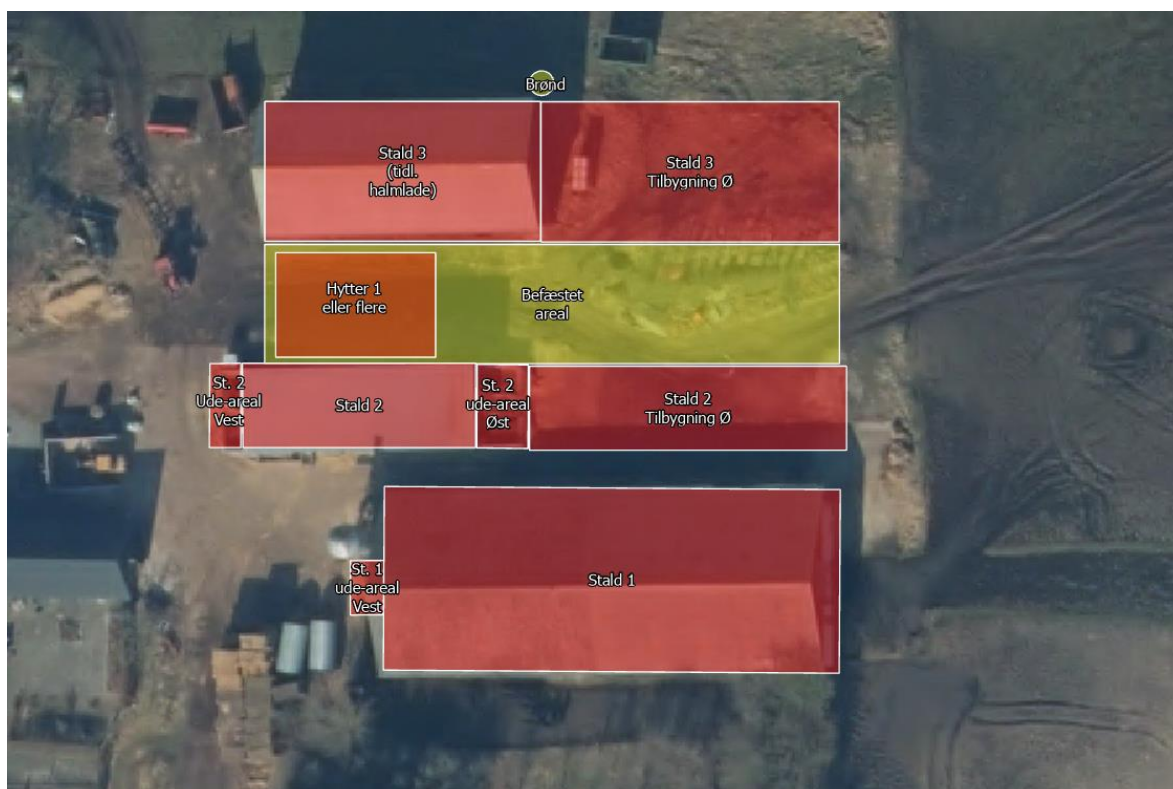 Brønd
Stald 3
(tidl.
halmlade)
Stald 3
Tilbygning Ø
Hytter 1
eller flere
Befæstet
areal
St. 2
Ude-areal
Vest
Stald 2
St. 2
ude-areal
Øst
Stald 2
Tilbygning Ø
St. 1
ude-areal
Vest
Stald 1